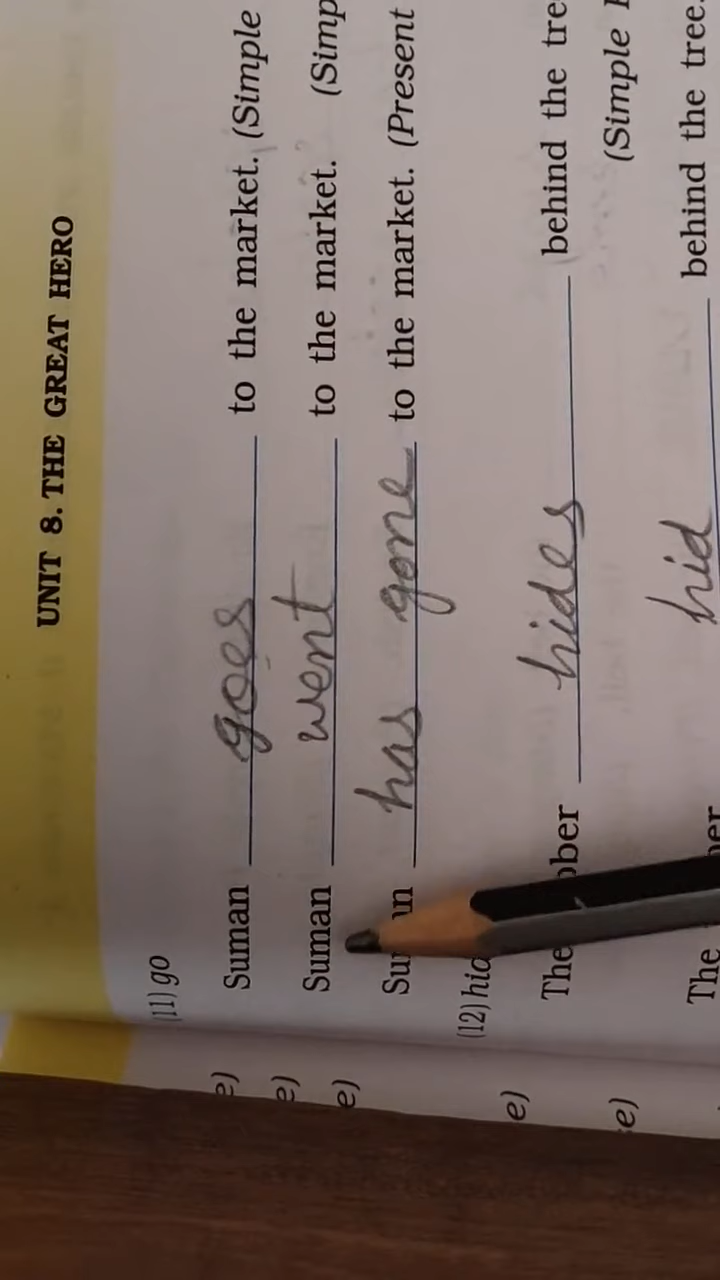 UNIT 8. THE GREAT HERO
(11) go
Suman goes to the market. (Simple
Suman went to the market. (Simp
has gone to the market. (Present
(12)
The hides behind the tre
(Simple
The hid behind the tree.
e)
e)
e)
e)